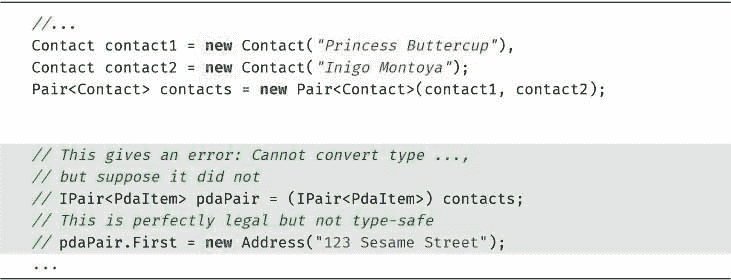 //...
Contact contact1 = new Contact("Princess Buttercup"),
Contact contact2 = new Contact("Inigo Montoya");
Pair<Contact> contacts = new Pair<Contact>(contact1, contact2);
// This gives an error: Cannot convert type ...,
// but suppose it did not
// IPair<PdaItem> pdaPair = (IPair<PdaItem>) contacts;
// This is perfectly legal but not type-safe
// pdaPair.First = new Address("123 Sesame Street");
...